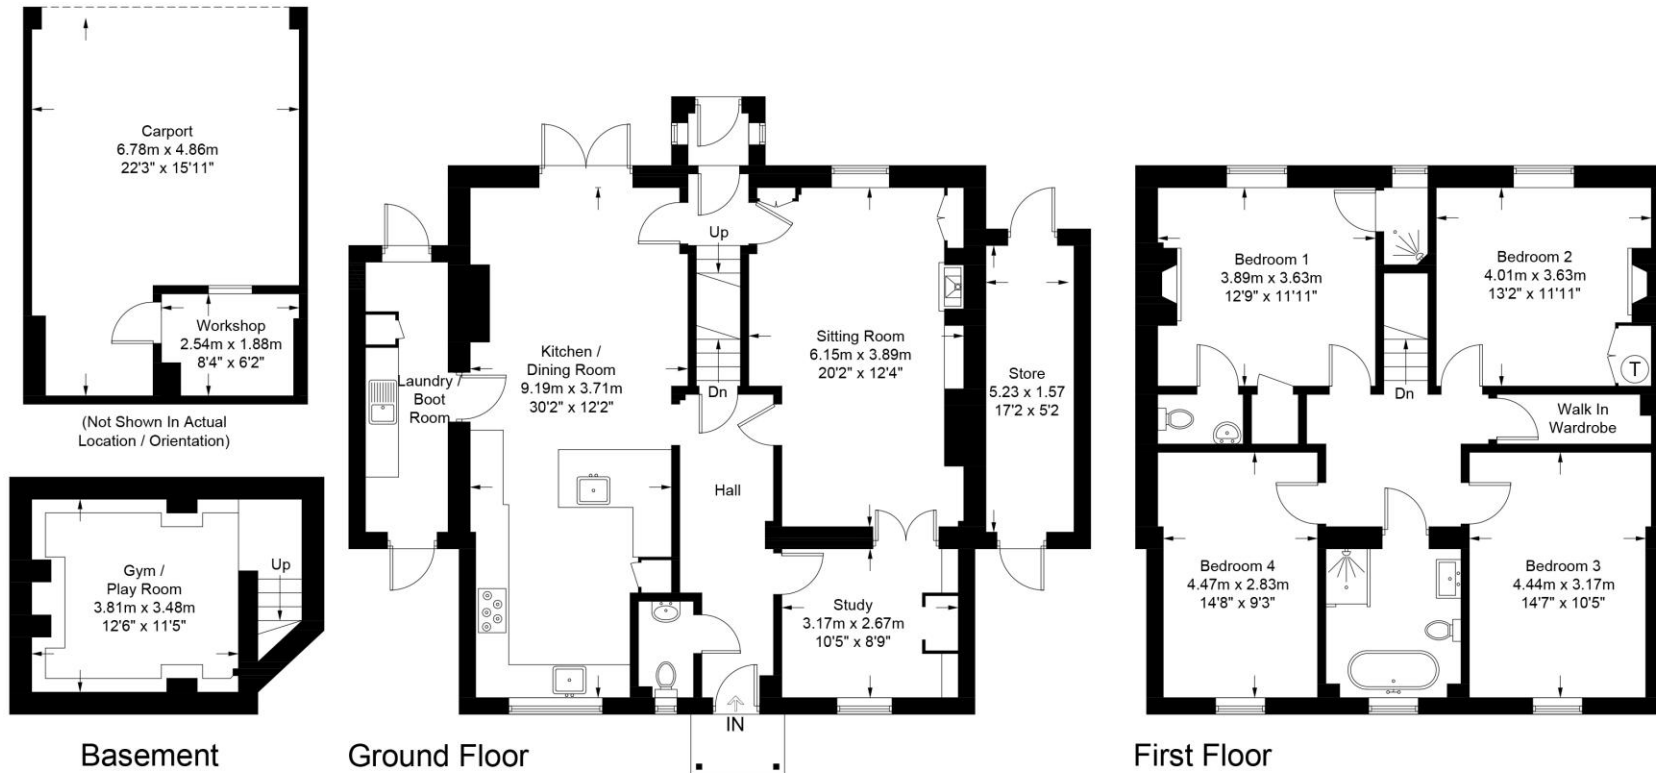 Carport
6.78m x 4.86m
22'3" x 15'11"
Workshop
2.54m x 1.88m
8'4" x 6'2"
(Not Shown In Actual
Location / Orientation)
Gym /
Play Room
3.81m x 3.48m
12'6" x 11'5"
Up
Basement
Laundry /
Boot
Room
Kitchen /
Dining Room
9.19m x 3.71m
30'2" x 12'2"
Up
Dn
Hall
Sitting Room
6.15m x 3.89m
20'2" x 12'4"
Store
5.23 x 1.57
17'2 x 5'2
Study
3.17m x 2.67m
10'5" x 8'9"
IN
Ground Floor
Bedroom 1
3.89m x 3.63m
12'9" x 11'11"
Bedroom 2
4.01m x 3.63m
13'2" x 11'11"
T
Dn
Walk In
Wardrobe
Bedroom 4
4.47m x 2.83m
14'8" x 9'3"
Bedroom 3
4.44m x 3.17m
14'7" x 10'5"
First Floor